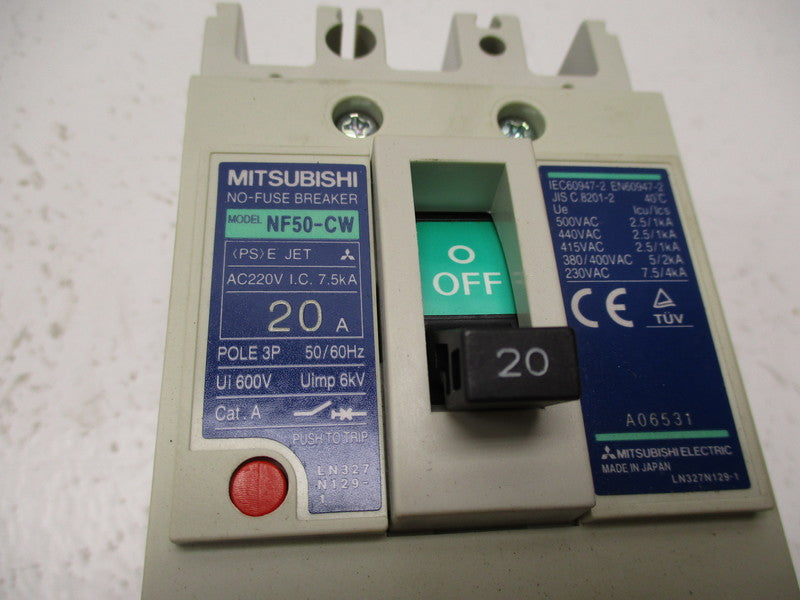 MITSUBISHI
NO-FUSE BREAKER
MODEL NF50-CW
〈PS〉E JET
AC220V I.C. 7.5kA
20 A
POLE 3P 50/60Hz
Ui 600V Uimp 6kV
Cat. A
PUSH TO TRIP
LN327
N129-
1
O
OFF
20
IEC60947-2 EN60947-2
JIS C 8201-2 40℃
Ue Icu/Ics
500VAC 2.5/1kA
440VAC 2.5/1kA
415VAC 2.5/1kA
380/400VAC 5/2kA
230VAC 7.5/4kA
CE
TÜV
A06531
MITSUBISHI ELECTRIC
MADE IN JAPAN
LN327N129-1